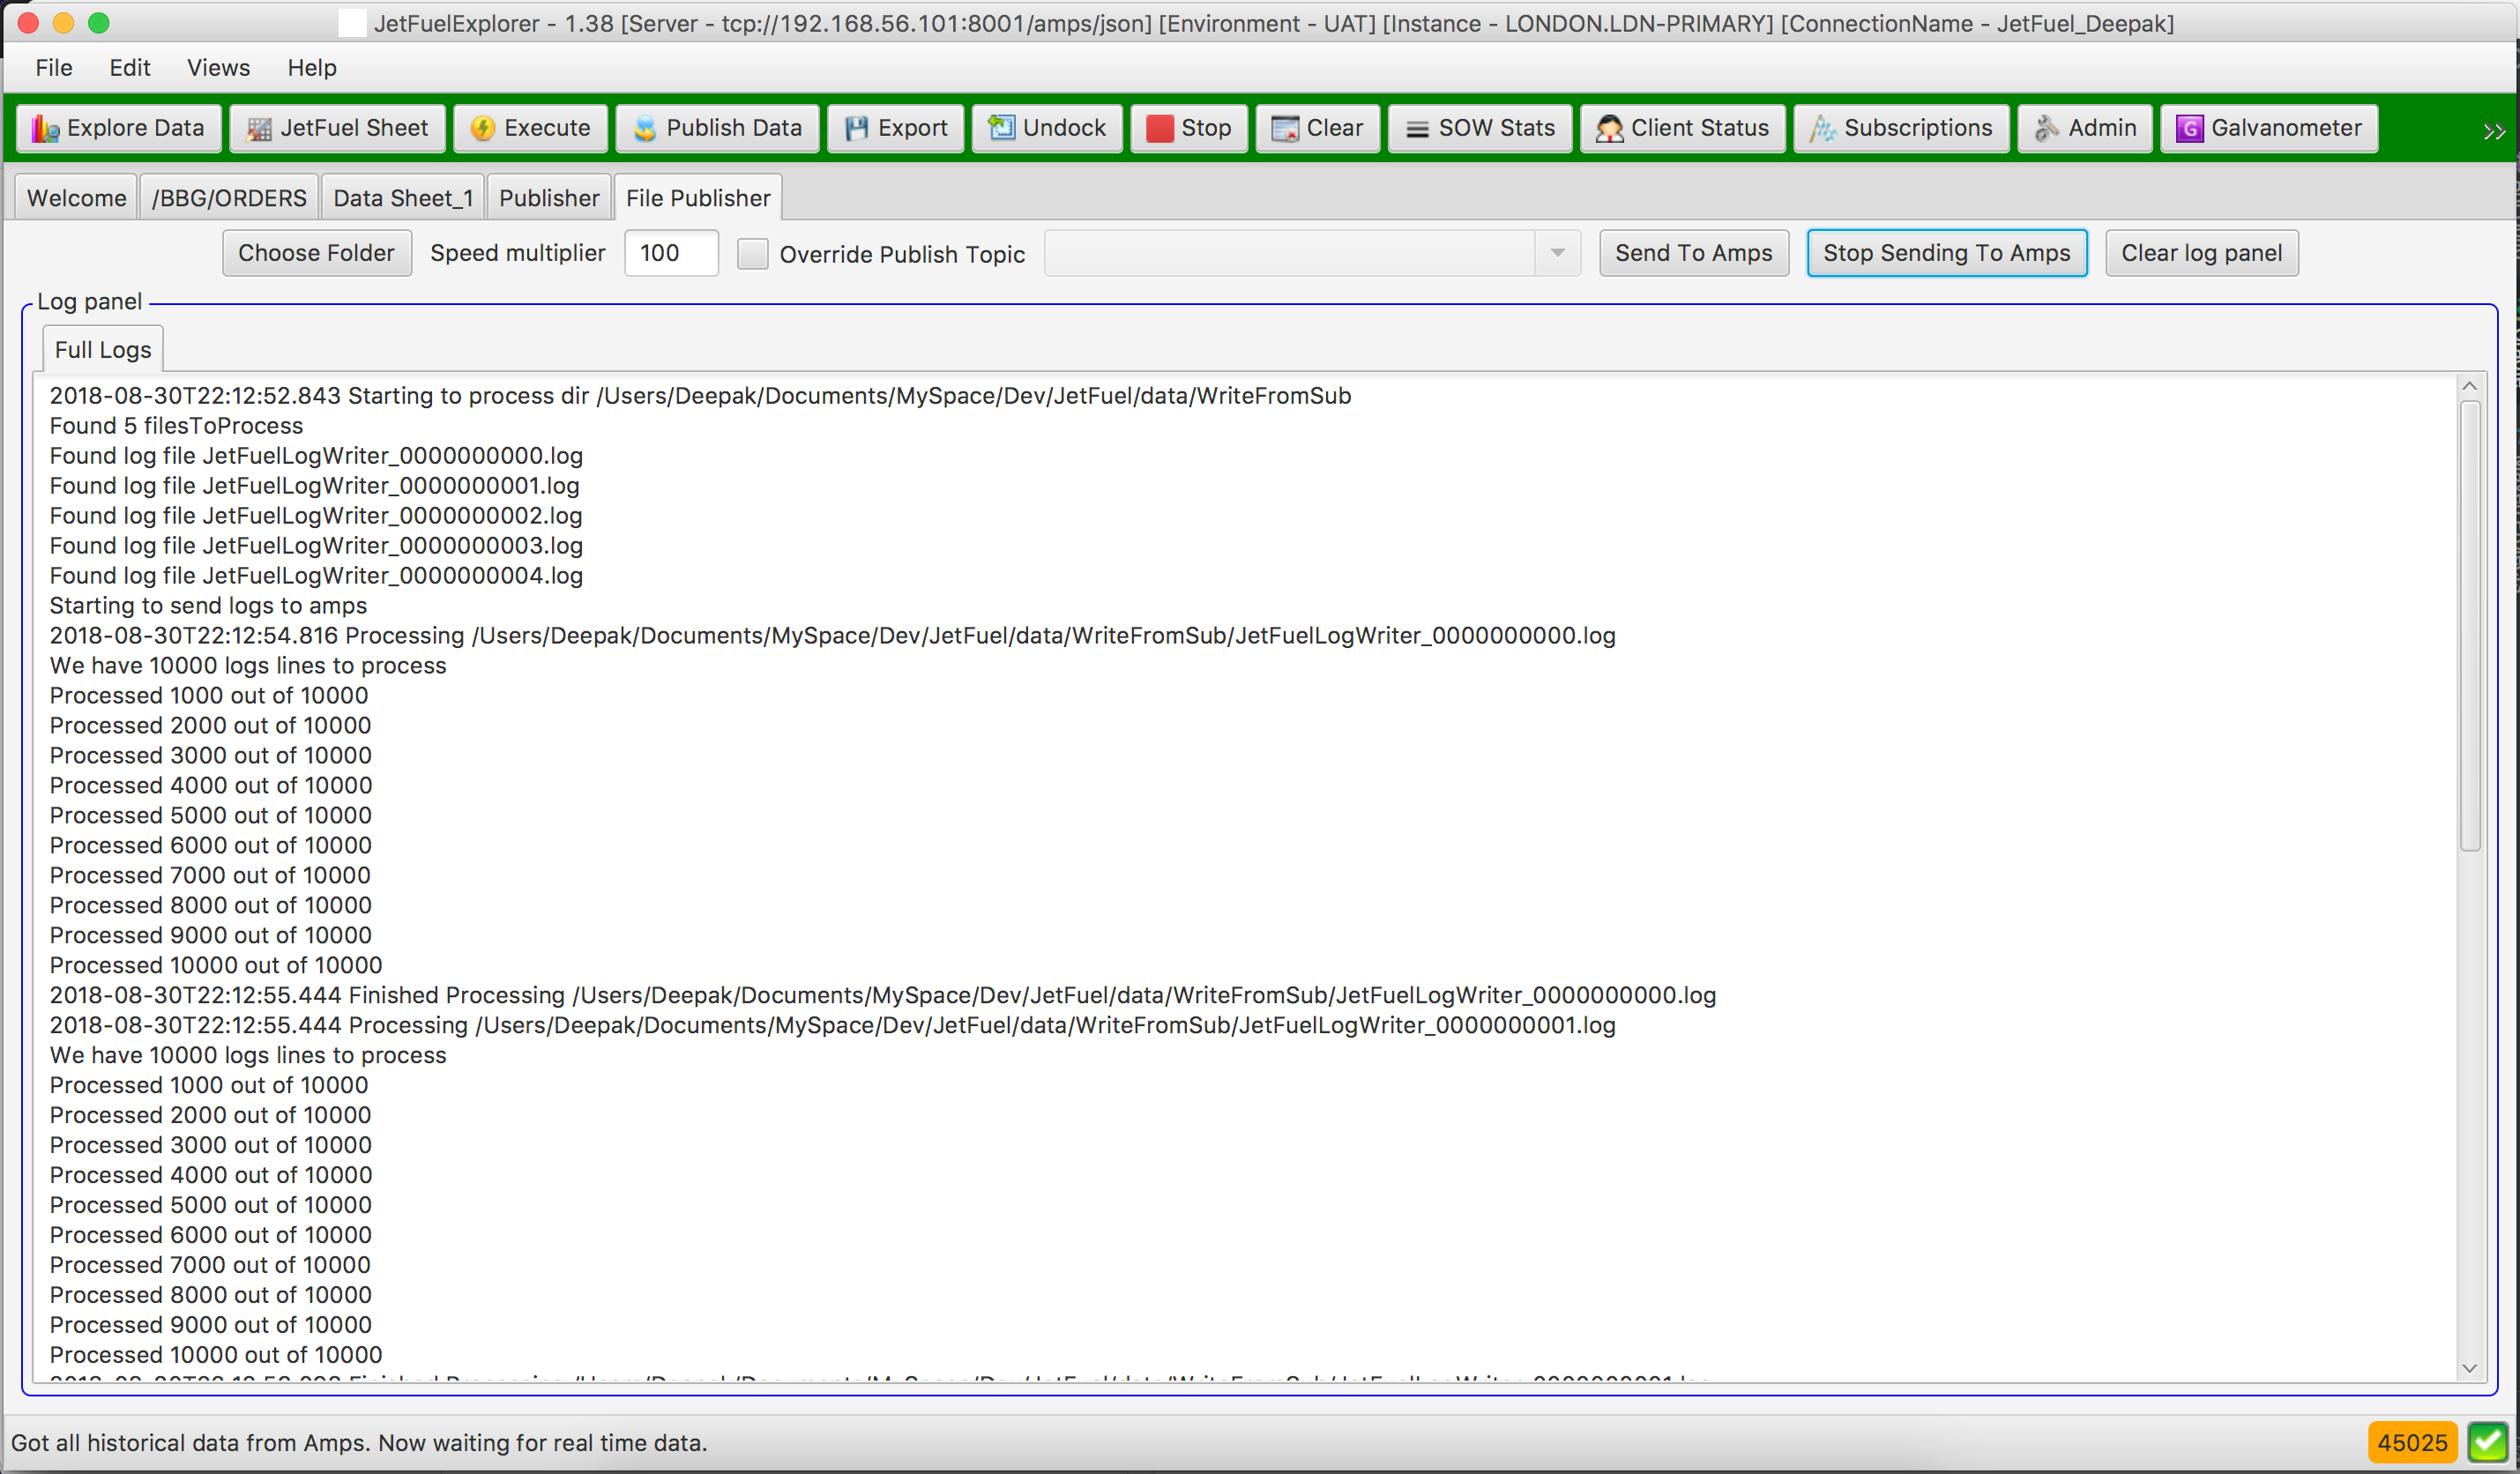 JetFuelExplorer - 1.38 [Server - tcp://192.168.56.101:8001/amps/json] [Environment - UAT] [Instance - LONDON.LDN-PRIMARY] [ConnectionName - JetFuel_Deepak]
File Edit Views Help
Explore Data JetFuel Sheet Execute Publish Data Export Undock Stop Clear SOW Stats Client Status Subscriptions Admin G Galvanometer
Welcome /BBG/ORDERS Data Sheet_1 Publisher File Publisher
Choose Folder Speed multiplier 100 Override Publish Topic Send To Amps Stop Sending To Amps Clear log panel
Log panel
Full Logs
2018-08-30T22:12:52.843 Starting to process dir /Users/Deepak/Documents/MySpace/Dev/JetFuel/data/WriteFromSub
Found 5 filesToProcess
Found log file JetFuelLogWriter_0000000000.log
Found log file JetFuelLogWriter_0000000001.log
Found log file JetFuelLogWriter_0000000002.log
Found log file JetFuelLogWriter_0000000003.log
Found log file JetFuelLogWriter_0000000004.log
Starting to send logs to amps
2018-08-30T22:12:54.816 Processing /Users/Deepak/Documents/MySpace/Dev/JetFuel/data/WriteFromSub/JetFuelLogWriter_0000000000.log
We have 10000 logs lines to process
Processed 1000 out of 10000
Processed 2000 out of 10000
Processed 3000 out of 10000
Processed 4000 out of 10000
Processed 5000 out of 10000
Processed 6000 out of 10000
Processed 7000 out of 10000
Processed 8000 out of 10000
Processed 9000 out of 10000
Processed 10000 out of 10000
2018-08-30T22:12:55.444 Finished Processing /Users/Deepak/Documents/MySpace/Dev/JetFuel/data/WriteFromSub/JetFuelLogWriter_0000000000.log
2018-08-30T22:12:55.444 Processing /Users/Deepak/Documents/MySpace/Dev/JetFuel/data/WriteFromSub/JetFuelLogWriter_0000000001.log
We have 10000 logs lines to process
Processed 1000 out of 10000
Processed 2000 out of 10000
Processed 3000 out of 10000
Processed 4000 out of 10000
Processed 5000 out of 10000
Processed 6000 out of 10000
Processed 7000 out of 10000
Processed 8000 out of 10000
Processed 9000 out of 10000
Processed 10000 out of 10000
Finished Processing /Users/Deepak/Documents/MySpace/Dev/JetFuel/data/WriteFromSub/JetFuelLogWriter_0000000001.log
Got all historical data from Amps. Now waiting for real time data.
45025